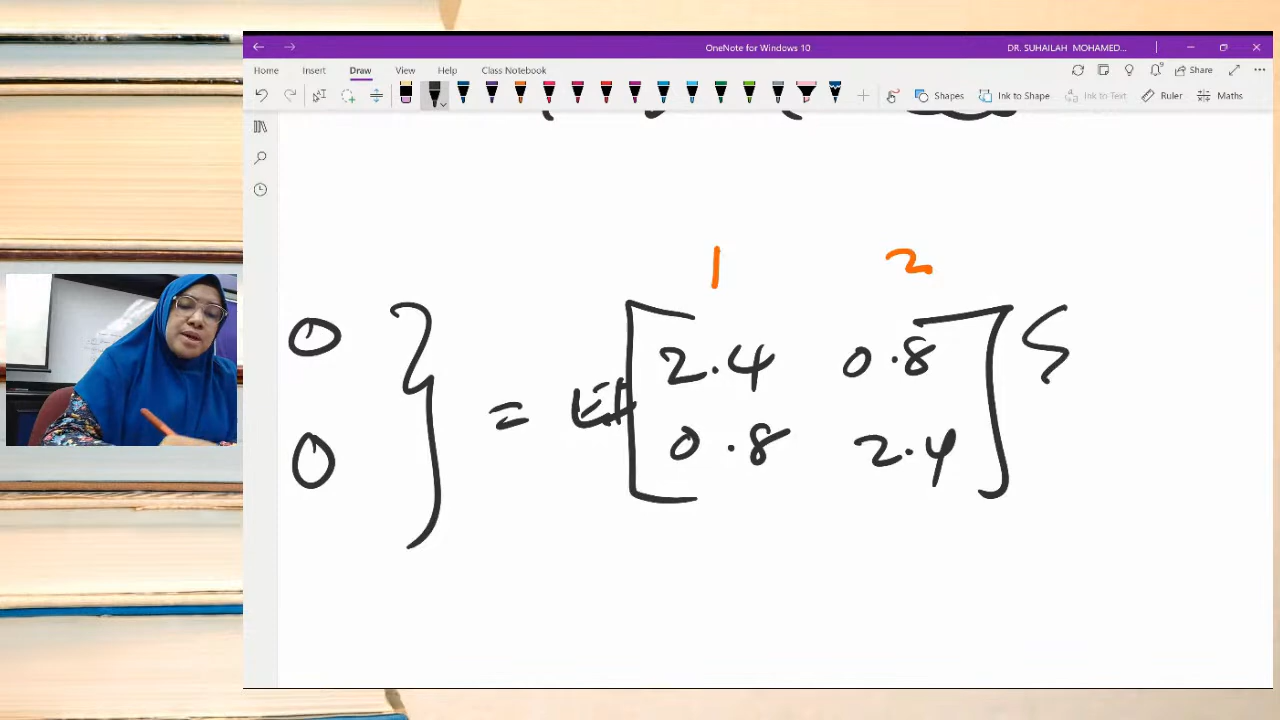 OneNote for Windows 10 DR. SUHAILAH MOHAMED...
Home Insert Draw View Help Class Notebook Share
Shapes Ink to Shape Ink to Text Ruler Maths
1 2
0 2.4 0.8
= EI
0 0.8 2.4